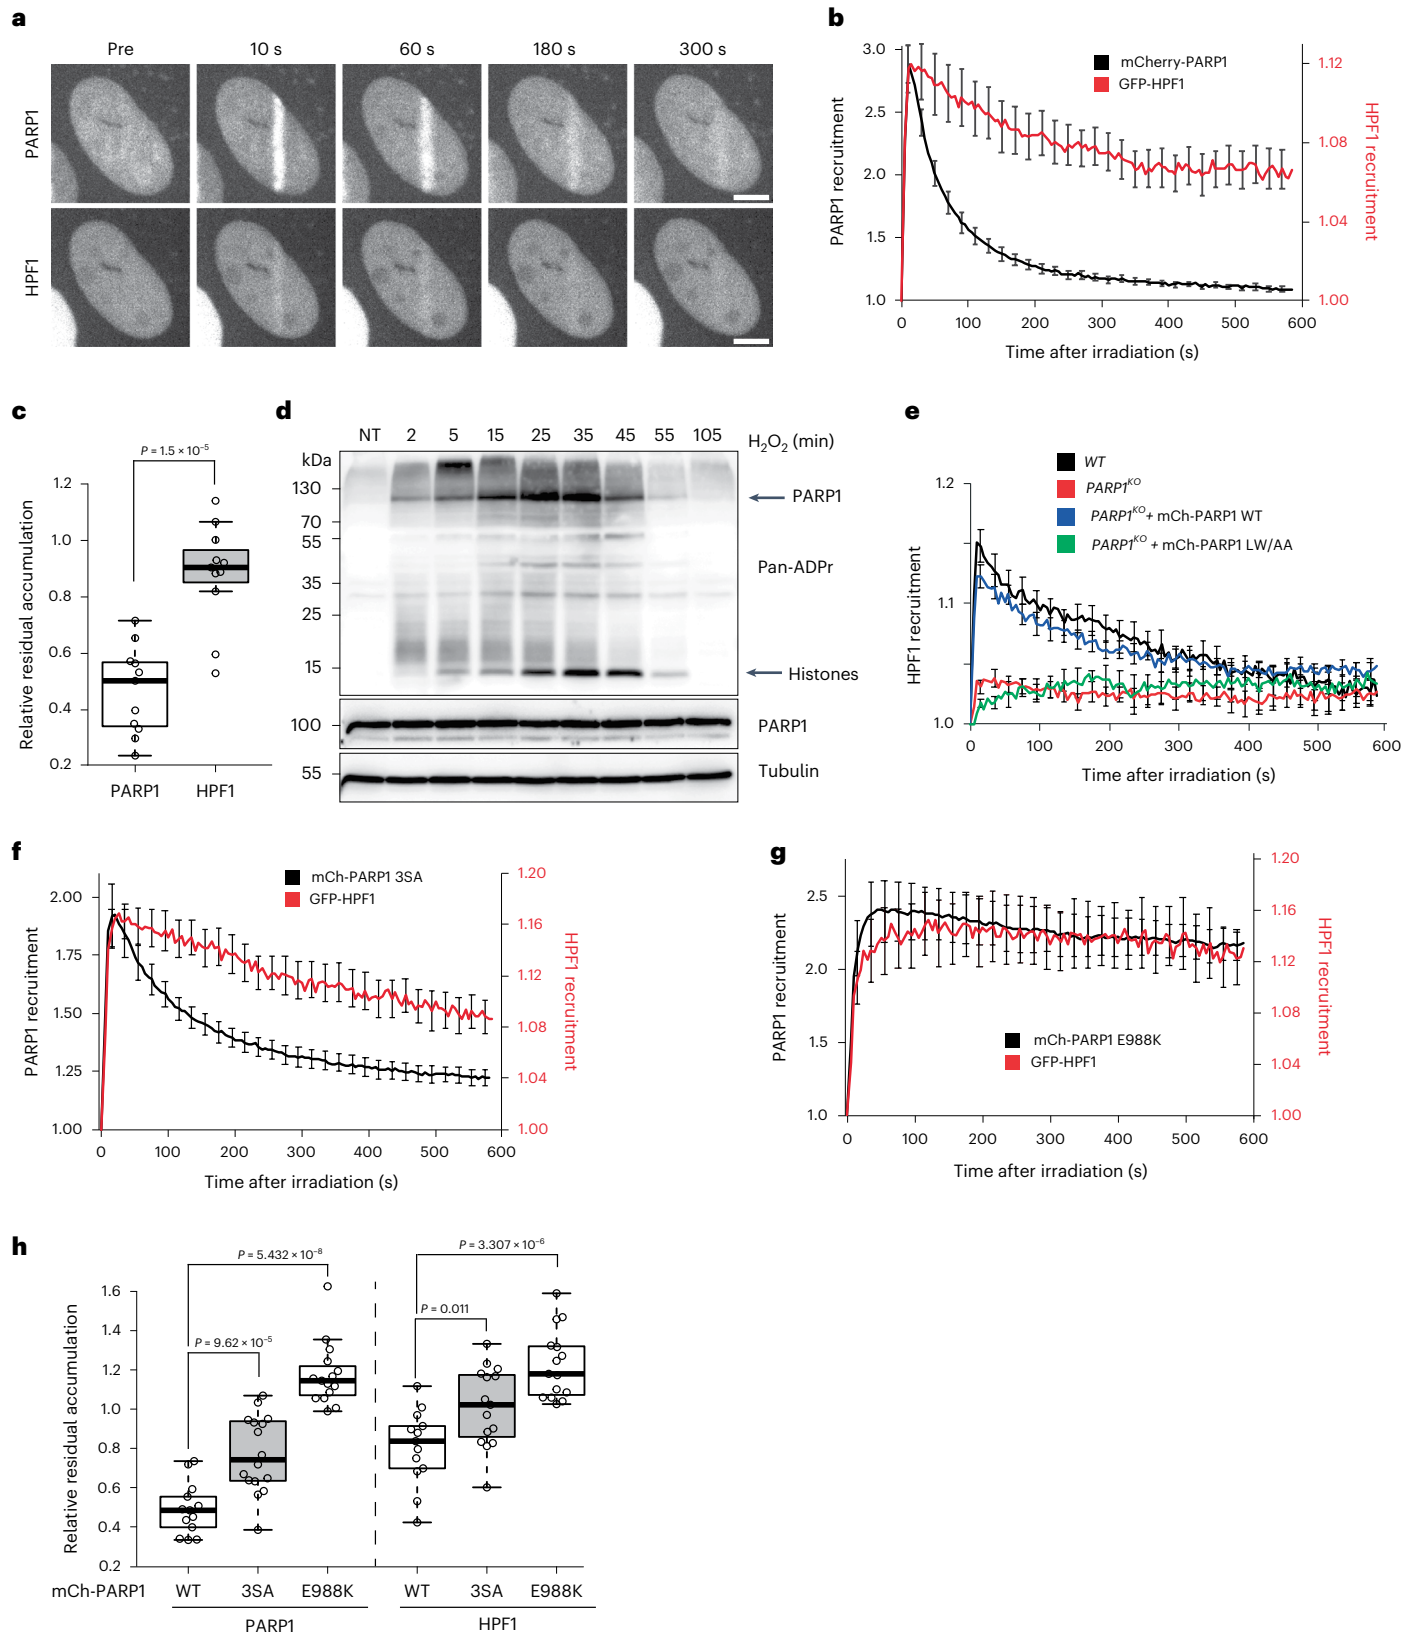 a
Pre 10 s 60 s 180 s 300 s
PARP1
HPF1
b
3.0
2.5
2.0
1.5
1.0
PARP1 recruitment
mCherry-PARP1
GFP-HPF1
1.12
1.08
1.04
1.00
HPF1 recruitment
0 100 200 300 400 500 600
Time after irradiation (s)
c
P = 1.5 × 10⁻⁵
1.2
1.0
0.8
0.6
0.4
0.2
Relative residual accumulation
PARP1 HPF1
d
NT 2 5 15 25 35 45 55 105 H₂O₂ (min)
kDa
130
70
55
35
25
15
PARP1
Pan-ADPr
Histones
100
PARP1
55
Tubulin
e
WT
PARP1ᴷᴼ
PARP1ᴷᴼ + mCh-PARP1 WT
PARP1ᴷᴼ + mCh-PARP1 LW/AA
1.2
1.1
1.0
HPF1 recruitment
0 100 200 300 400 500 600
Time after irradiation (s)
f
mCh-PARP1 3SA
GFP-HPF1
2.00
1.75
1.50
1.25
1.00
PARP1 recruitment
1.20
1.16
1.12
1.08
1.04
1.00
HPF1 recruitment
0 100 200 300 400 500 600
Time after irradiation (s)
g
2.5
2.0
1.5
1.0
PARP1 recruitment
mCh-PARP1 E988K
GFP-HPF1
1.20
1.16
1.12
1.08
1.04
1.00
HPF1 recruitment
0 100 200 300 400 500 600
Time after irradiation (s)
h
P = 5.432 × 10⁻⁸
P = 9.62 × 10⁻⁵
P = 3.307 × 10⁻⁶
P = 0.011
1.6
1.4
1.2
1.0
0.8
0.6
0.4
0.2
Relative residual accumulation
mCh-PARP1 WT 3SA E988K WT 3SA E988K
PARP1 HPF1